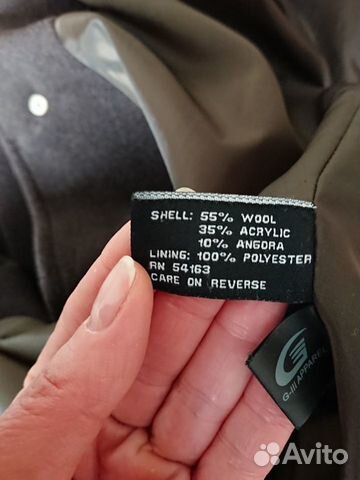 SHELL: 55% WOOL
35% ACRYLIC
10% ANGORA
LINING: 100% POLYESTER
RN 54163
CARE ON REVERSE
G-III APPAREL
Avito